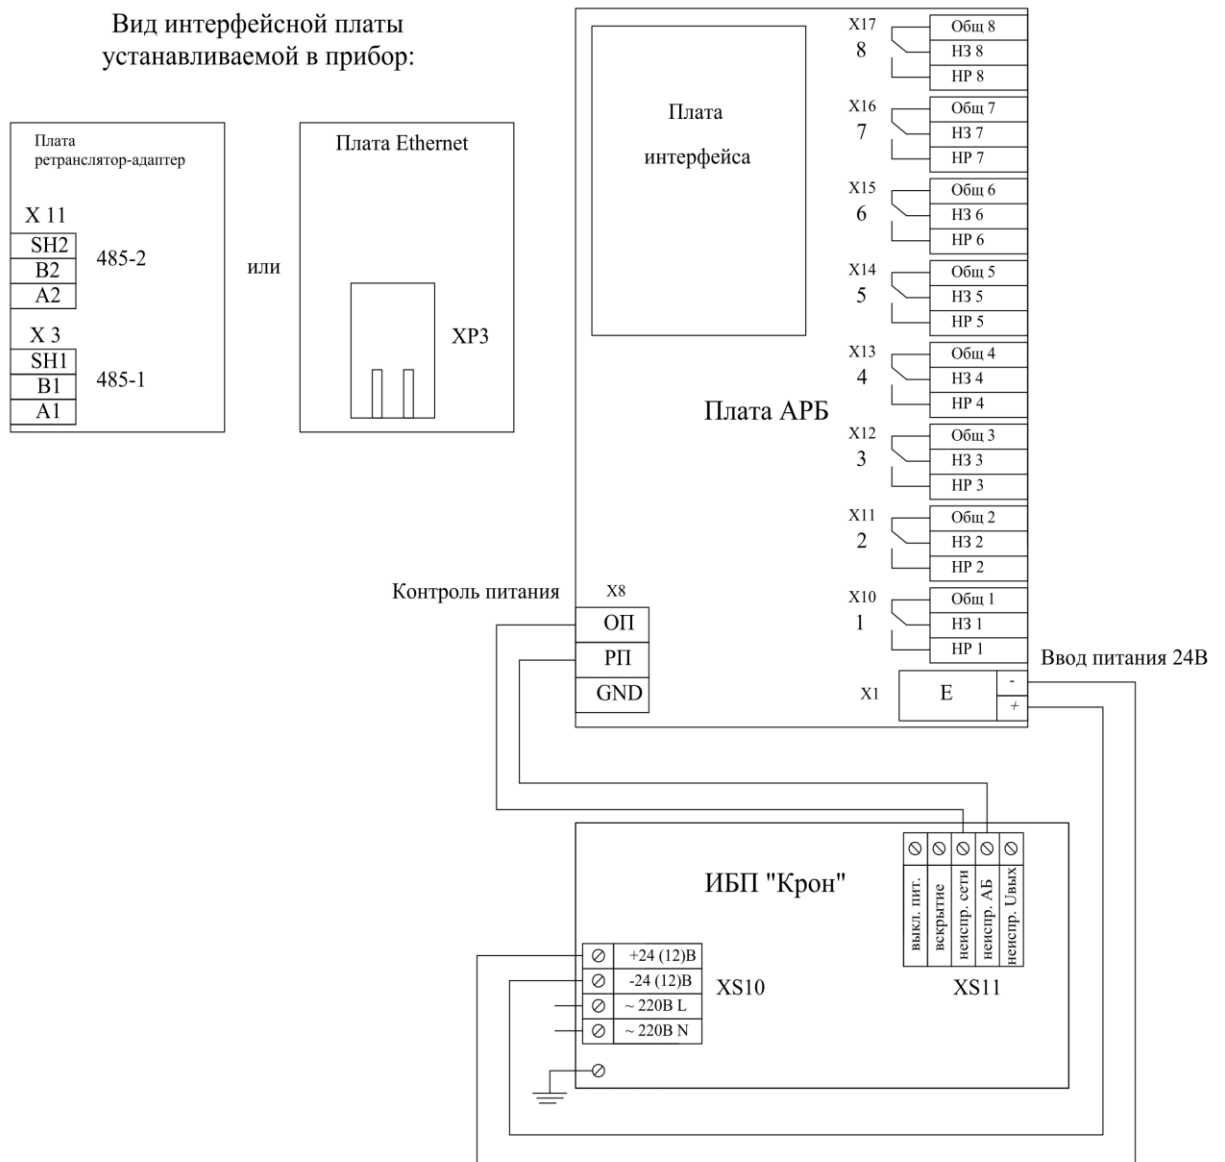 Вид интерфейсной платы
устанавливаемой в прибор:
Плата
ретранслятор-адаптер
X 11
SH2
B2
A2
485-2
X 3
SH1
B1
A1
485-1
или
Плата Ethernet
XP3
Плата
интерфейса
Плата АРБ
X17
8
Общ 8
НЗ 8
НР 8
X16
7
Общ 7
НЗ 7
НР 7
X15
6
Общ 6
НЗ 6
НР 6
X14
5
Общ 5
НЗ 5
НР 5
X13
4
Общ 4
НЗ 4
НР 4
X12
3
Общ 3
НЗ 3
НР 3
X11
2
Общ 2
НЗ 2
НР 2
X10
1
Общ 1
НЗ 1
НР 1
Контроль питания
X8
ОП
РП
GND
Ввод питания 24В
X1
E
-
+
ИБП "Крон"
выкл. пит.
вскрытие
неиспр. сети
неиспр. АБ
неиспр. Uвых
XS11
+24 (12)В
-24 (12)В
~ 220В L
~ 220В N
XS10